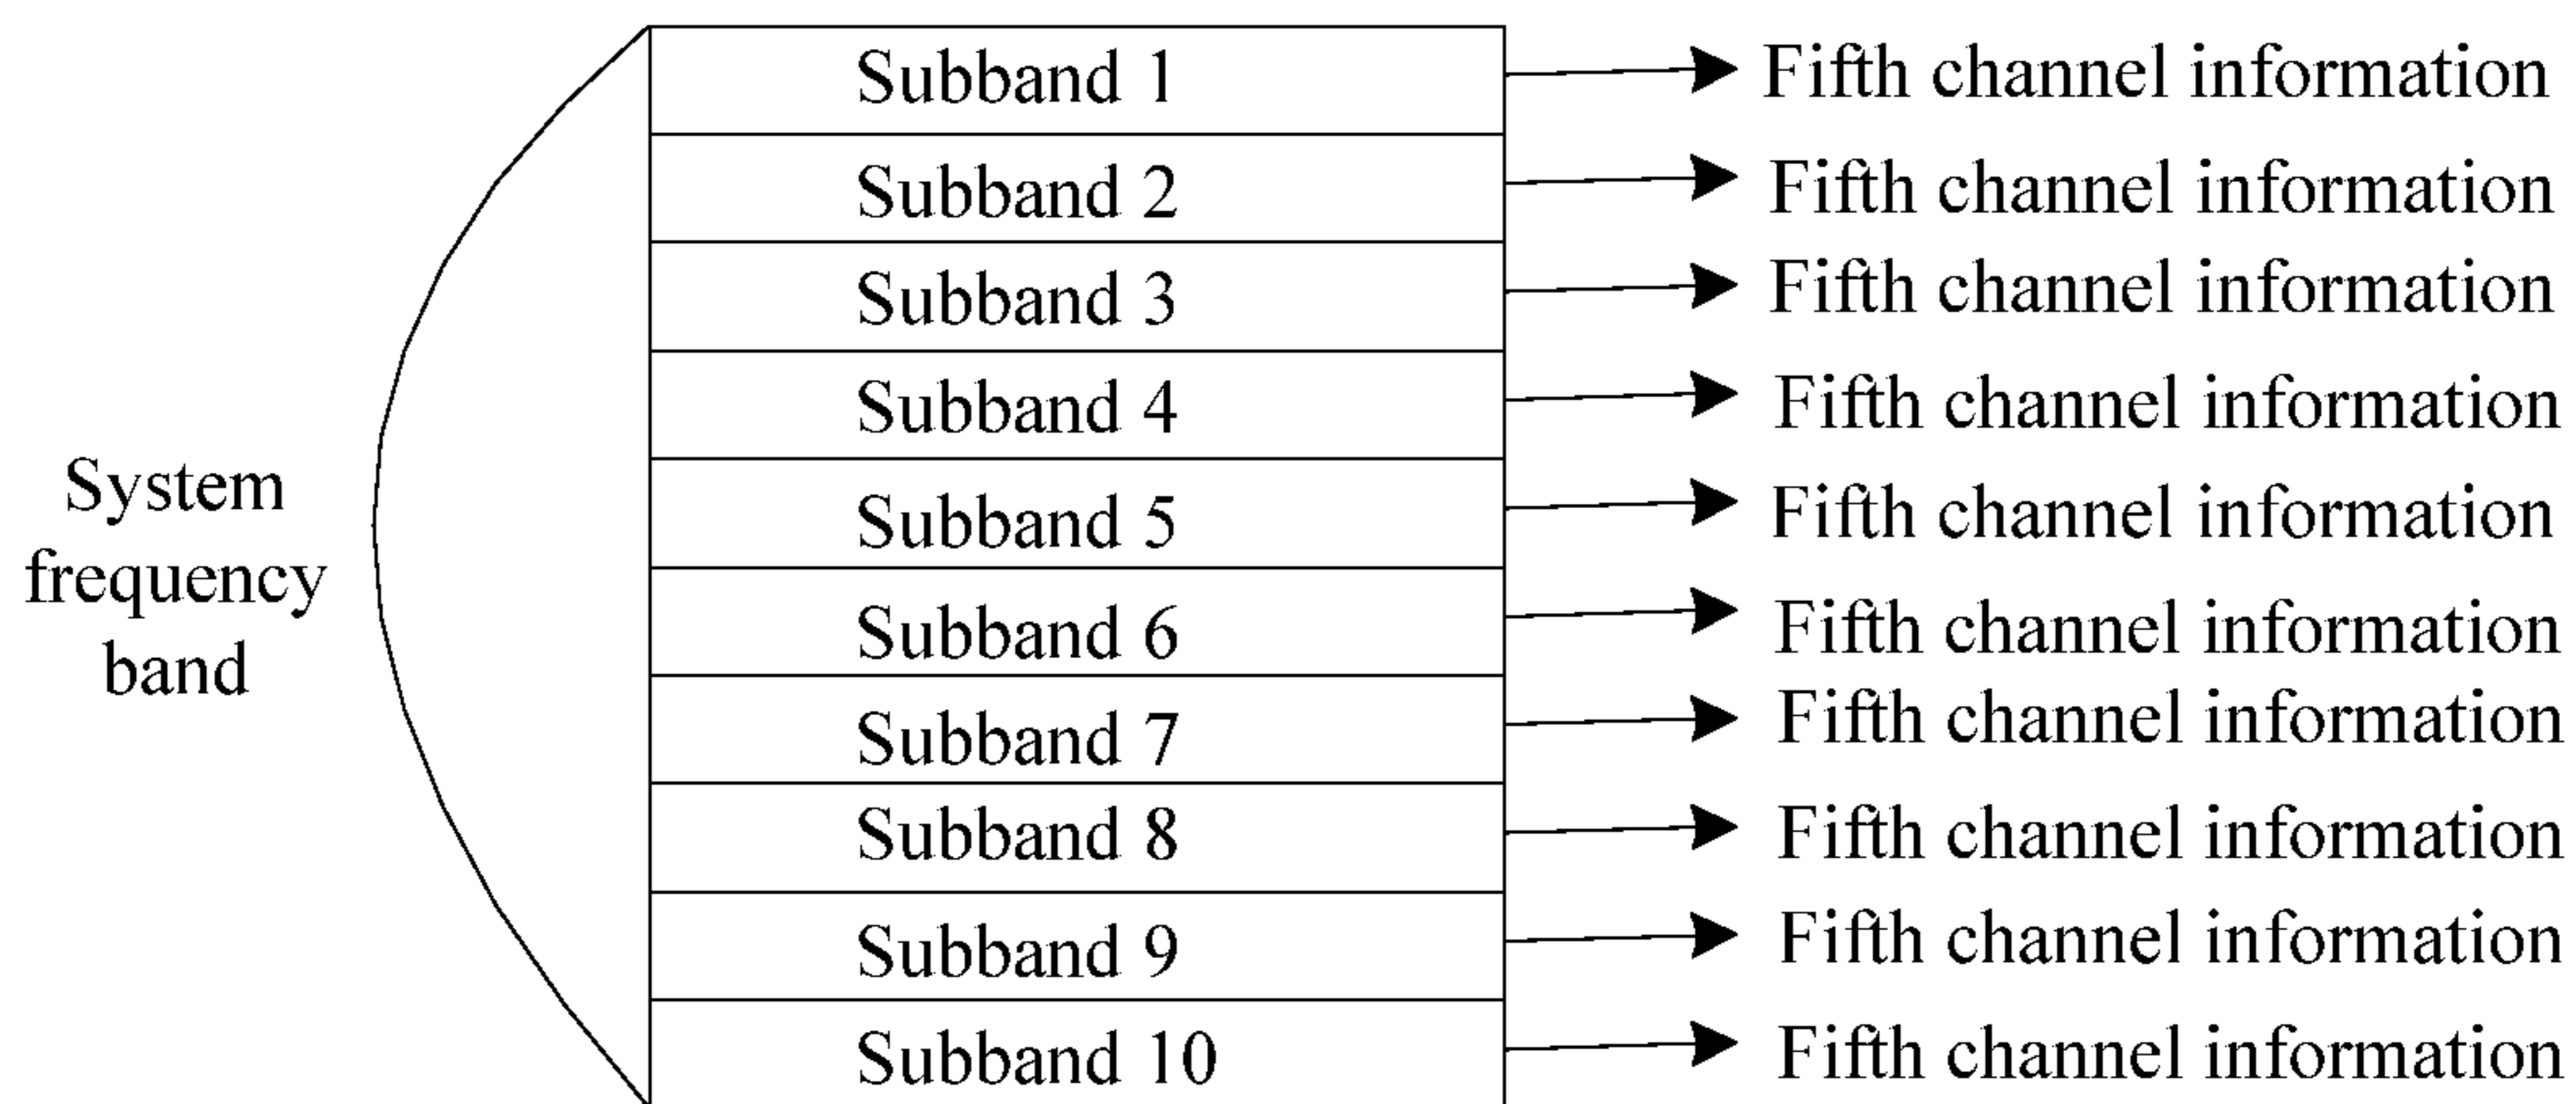 Subband 1 Fifth channel information
Subband 2 Fifth channel information
Subband 3 Fifth channel information
Subband 4 Fifth channel information
Subband 5 Fifth channel information
Subband 6 Fifth channel information
Subband 7 Fifth channel information
Subband 8 Fifth channel information
Subband 9 Fifth channel information
Subband 10 Fifth channel information
System
frequency
band